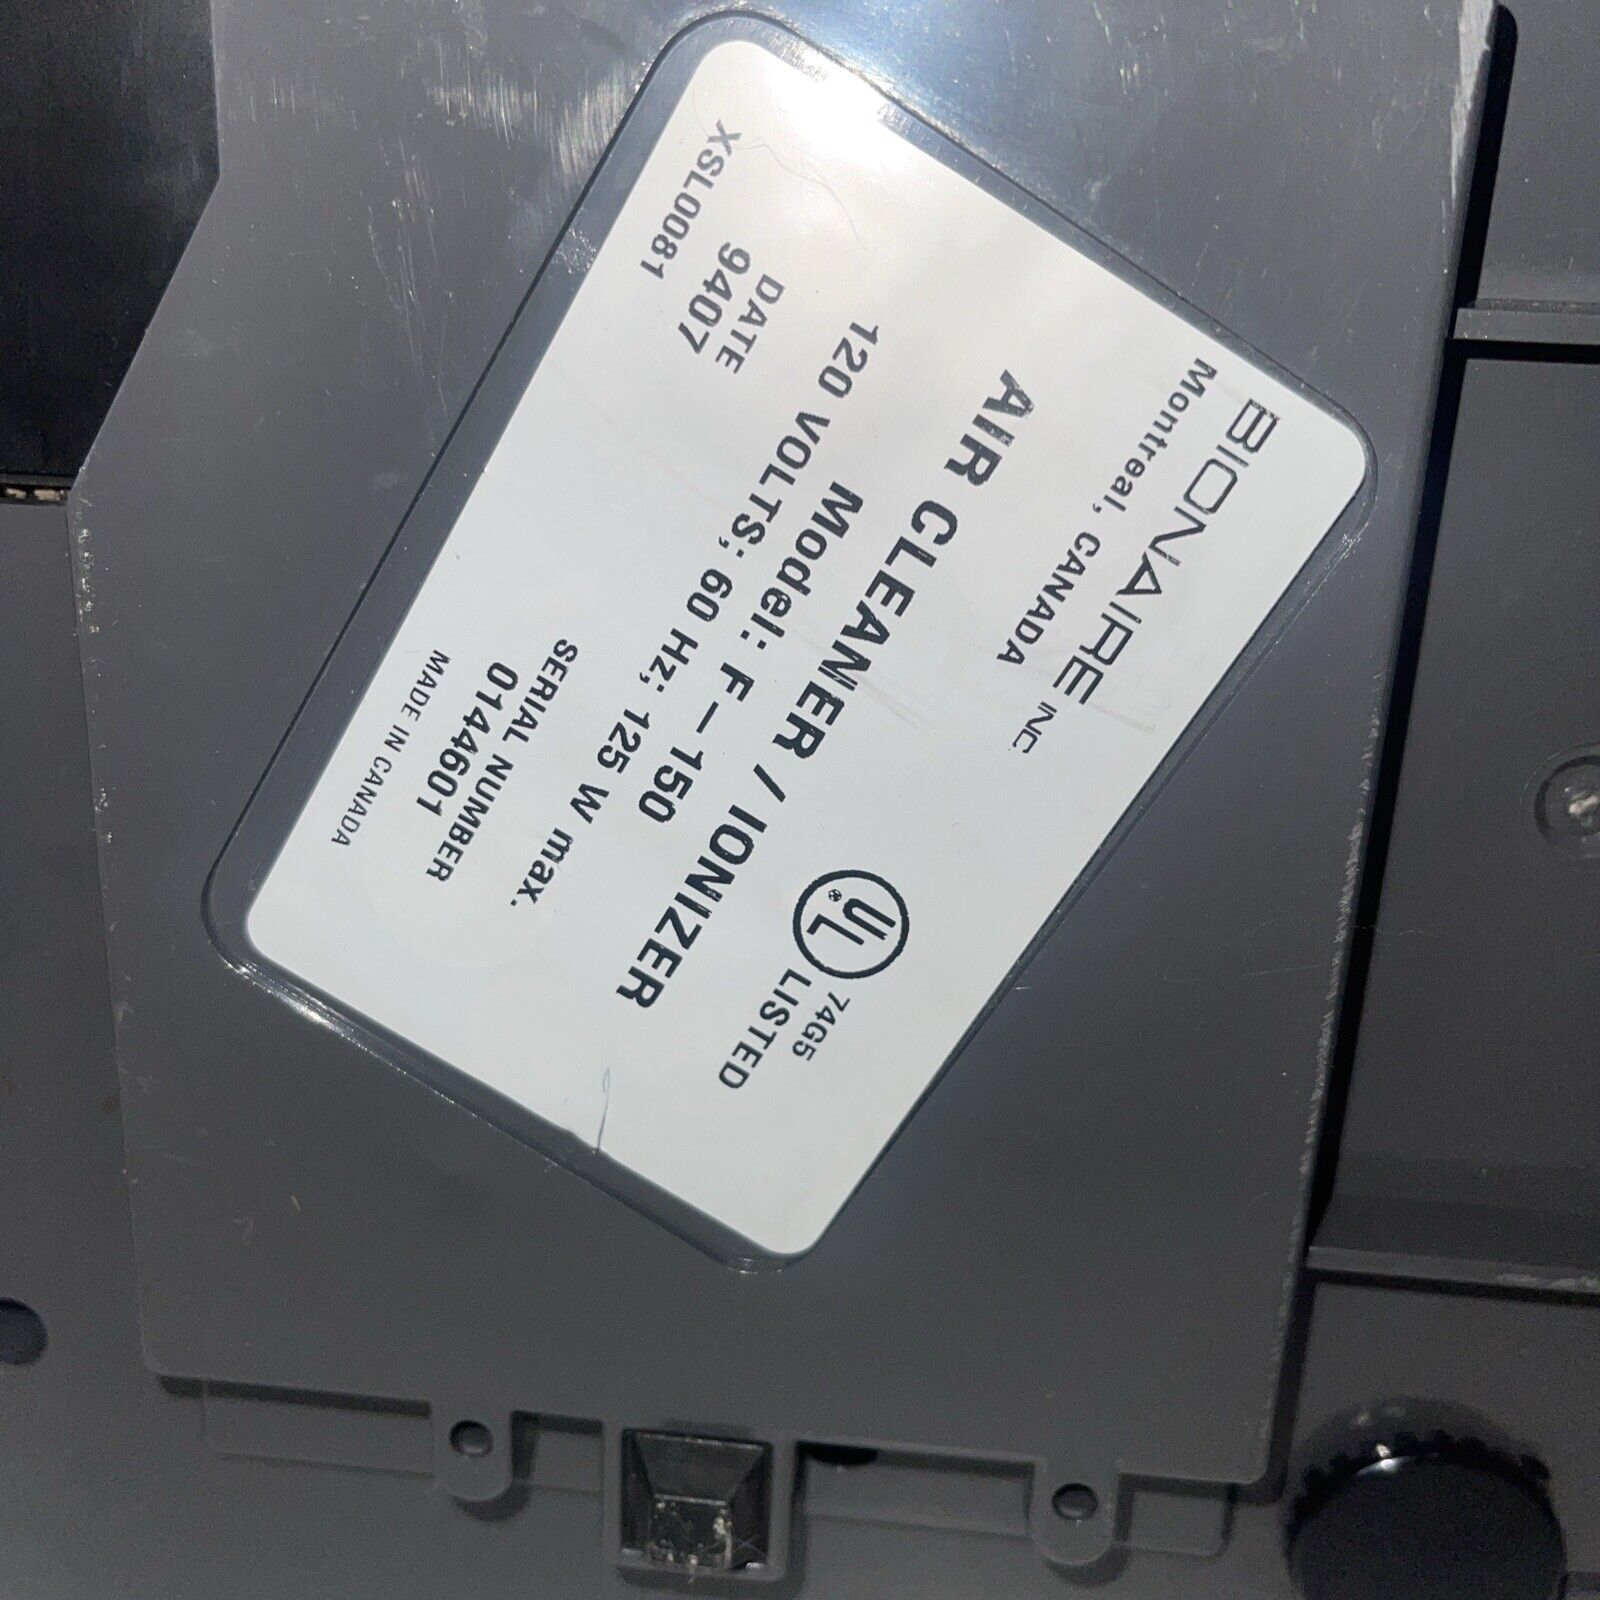 BIONAIRE INC.
Montreal, CANADA
UL® 74G5
LISTED
AIR CLEANER / IONIZER
Model: F-150
120 VOLTS; 60 Hz; 125 W max.
DATE
9407
SERIAL NUMBER
0144601
XSL0081
MADE IN CANADA